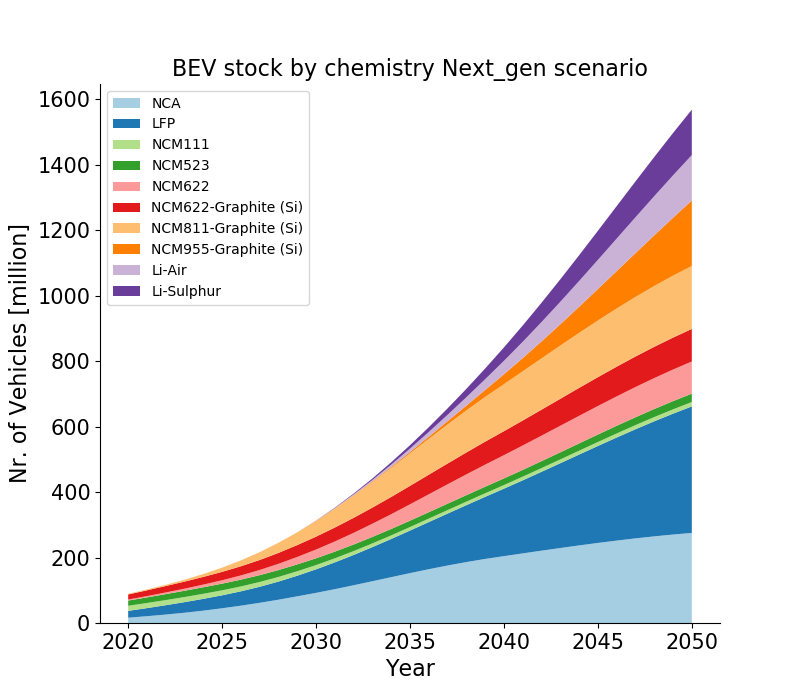 BEV stock by chemistry Next_gen scenario
1600
1400
1200
1000
800
600
400
200
0
Nr. of Vehicles [million]
NCA
LFP
NCM111
NCM523
NCM622
NCM622-Graphite (Si)
NCM811-Graphite (Si)
NCM955-Graphite (Si)
Li-Air
Li-Sulphur
2020 2025 2030 2035 2040 2045 2050
Year